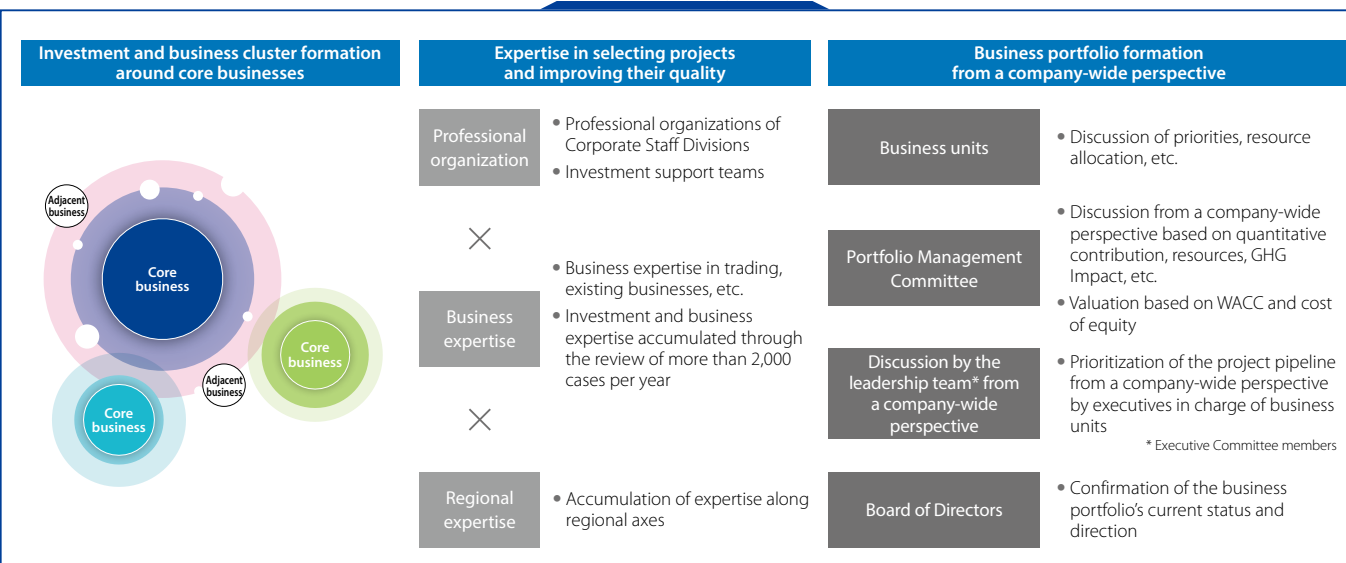 Investment and business cluster formation
around core businesses
Adjacent
business
Core
business
Core
business
Adjacent
business
Core
business
Expertise in selecting projects
and improving their quality
Professional
organization
• Professional organizations of
Corporate Staff Divisions
• Investment support teams
×
Business
expertise
• Business expertise in trading,
existing businesses, etc.
• Investment and business
expertise accumulated through
the review of more than 2,000
cases per year
×
Regional
expertise
• Accumulation of expertise along
regional axes
Business portfolio formation
from a company-wide perspective
Business units
• Discussion of priorities, resource
allocation, etc.
Portfolio Management
Committee
• Discussion from a company-wide
perspective based on quantitative
contribution, resources, GHG
Impact, etc.
• Valuation based on WACC and cost
of equity
Discussion by the
leadership team* from
a company-wide
perspective
• Prioritization of the project pipeline
from a company-wide perspective
by executives in charge of business
units
* Executive Committee members
Board of Directors
• Confirmation of the business
portfolio's current status and
direction